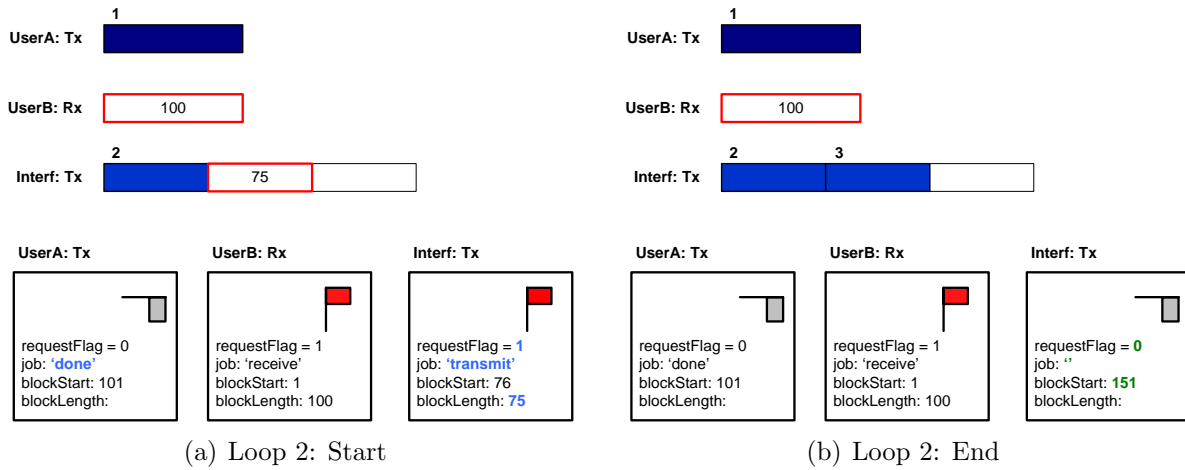 1
UserA: Tx
UserB: Rx
100
2
Interf: Tx
75
UserA: Tx
UserB: Rx
Interf: Tx
requestFlag = 0
job: ‘done’
blockStart: 101
blockLength:
requestFlag = 1
job: ‘receive’
blockStart: 1
blockLength: 100
requestFlag = 1
job: ‘transmit’
blockStart: 76
blockLength: 75
(a) Loop 2: Start
1
UserA: Tx
UserB: Rx
100
2 3
Interf: Tx
UserA: Tx
UserB: Rx
Interf: Tx
requestFlag = 0
job: ‘done’
blockStart: 101
blockLength:
requestFlag = 1
job: ‘receive’
blockStart: 1
blockLength: 100
requestFlag = 0
job: ‘’
blockStart: 151
blockLength:
(b) Loop 2: End